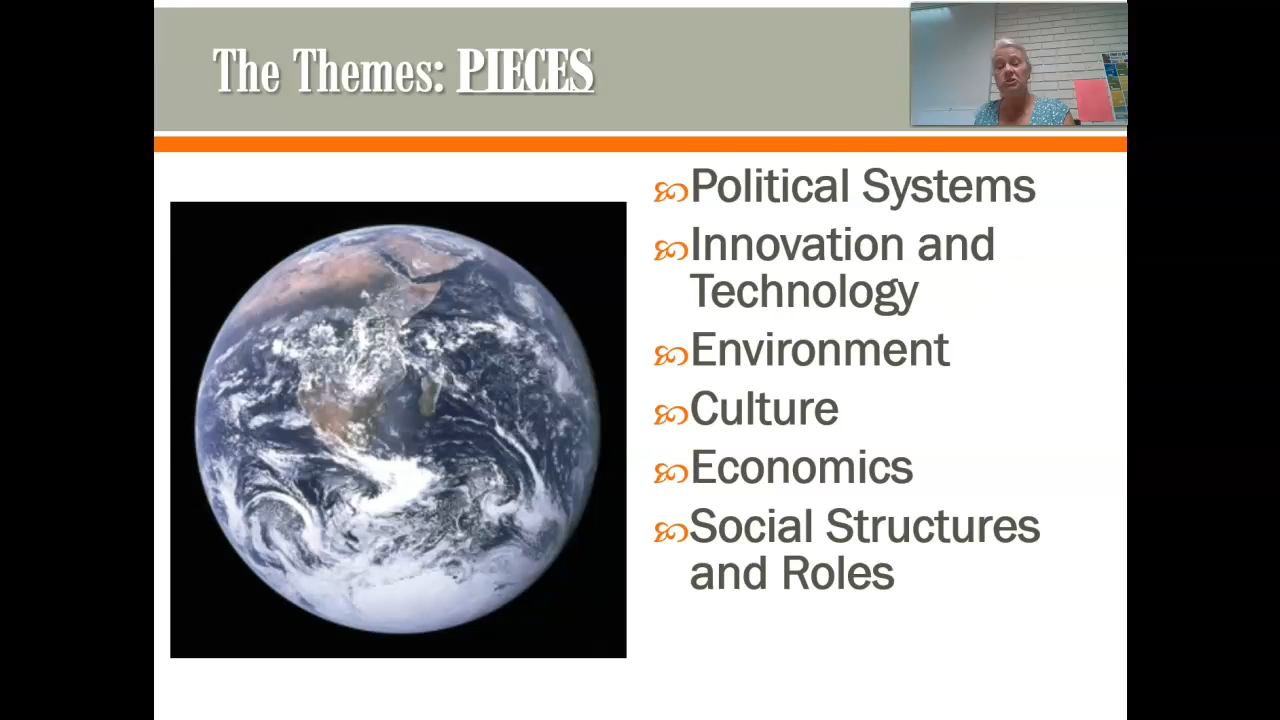 The Themes: PIECES
Political Systems
Innovation and
Technology
Environment
Culture
Economics
Social Structures
and Roles